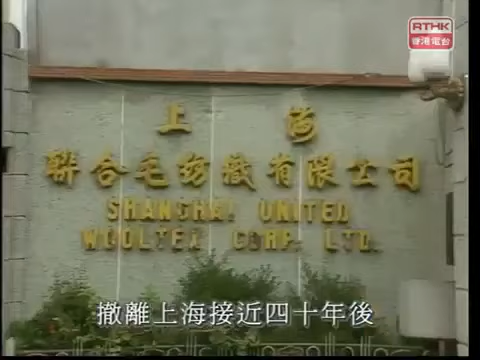 RTHK
香港電台
上海
聯合毛紡織有限公司
SHANGHAI UNITED
WOOLTEX CORP. LTD.
撤離上海接近四十年後